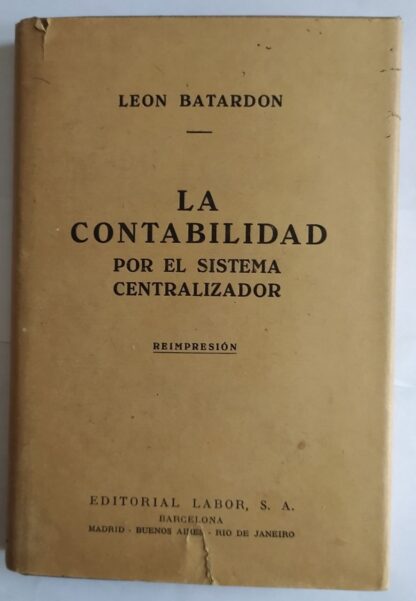 LEON BATARDON
LA
CONTABILIDAD
POR EL SISTEMA
CENTRALIZADOR
REIMPRESIÓN
EDITORIAL LABOR, S. A.
BARCELONA
MADRID - BUENOS AIRES - RIO DE JANEIRO